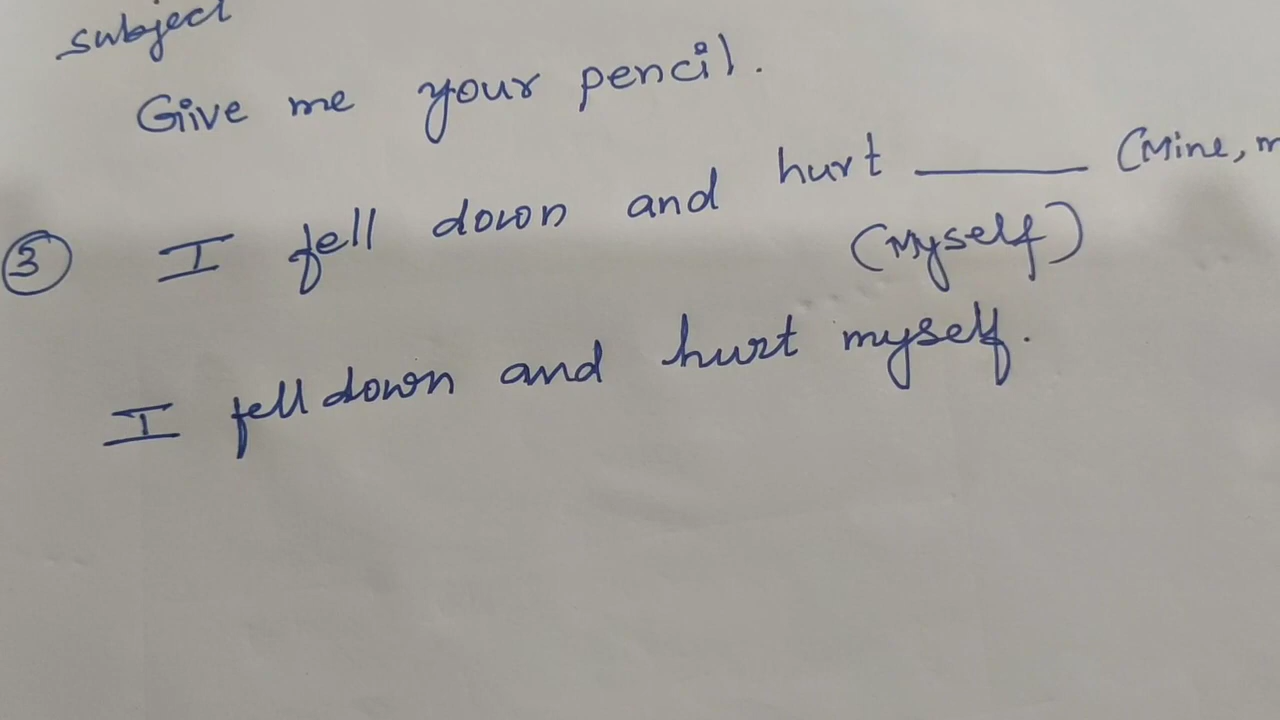 subject
Give me your pencil.
③ I fell down and hurt ______ (Mine,
(Myself)
I fell down and hurt myself.